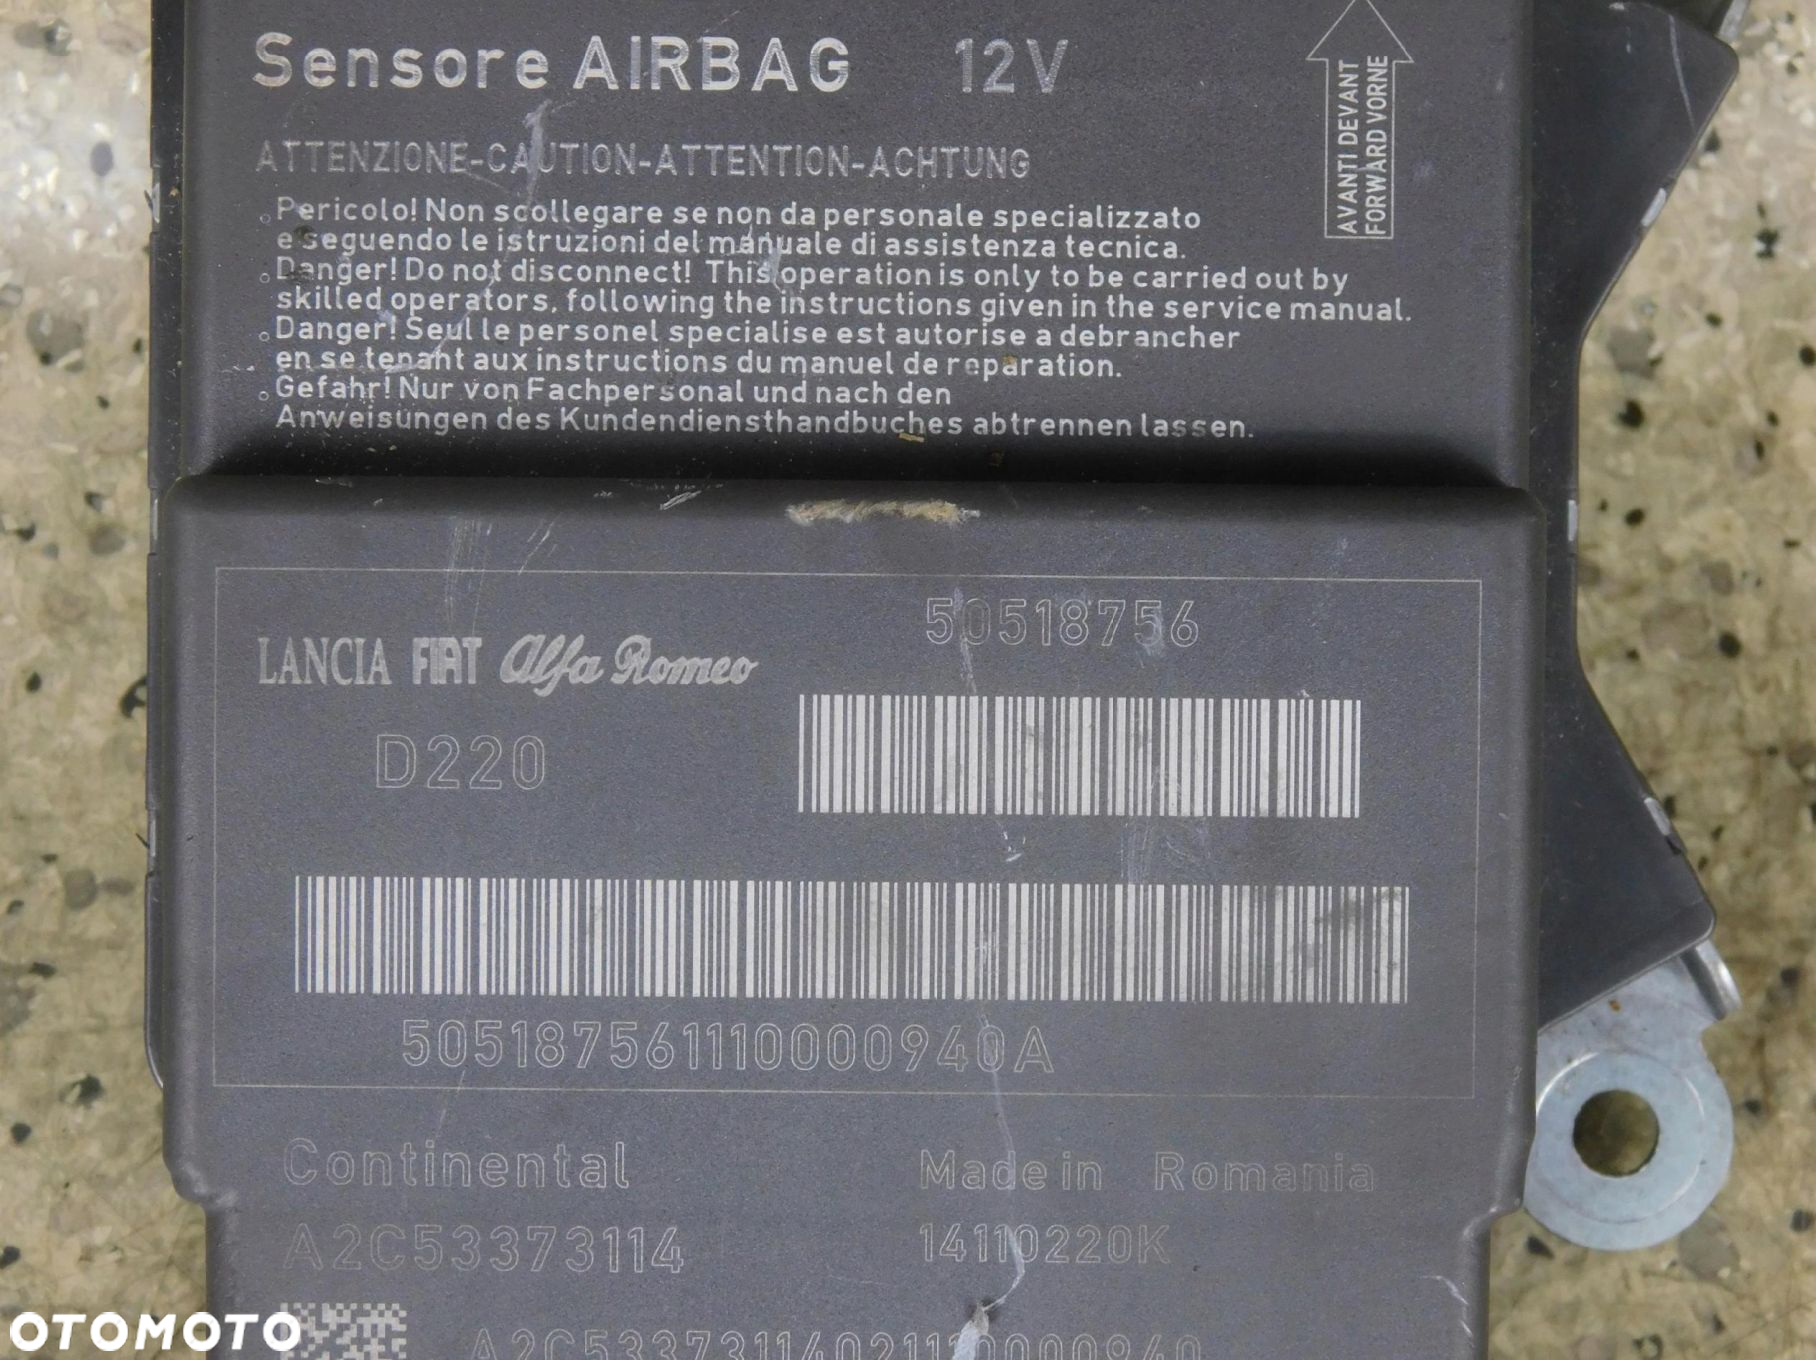 Sensore AIRBAG 12V
AVANTI DEVANT
FORWARD VORNE
ATTENZIONE-CAUTION-ATTENTION-ACHTUNG
Pericolo! Non scollegare se non da personale specializzato
e seguendo le istruzioni del manuale di assistenza tecnica.
Danger! Do not disconnect! This operation is only to be carried out by
skilled operators, following the instructions given in the service manual.
Danger! Seul le personel specialise est autorise a debrancher
en se tenant aux instructions du manuel de reparation.
Gefahr! Nur von Fachpersonal und nach den
Anweisungen des Kundendiensthandbuches abtrennen lassen.
50518756
LANCIA FIAT Alfa Romeo
D220
505187561110000940A
Continental Made in Romania
A2C53373114 14110220K
A2C53373114021110000940
OTOMOTO